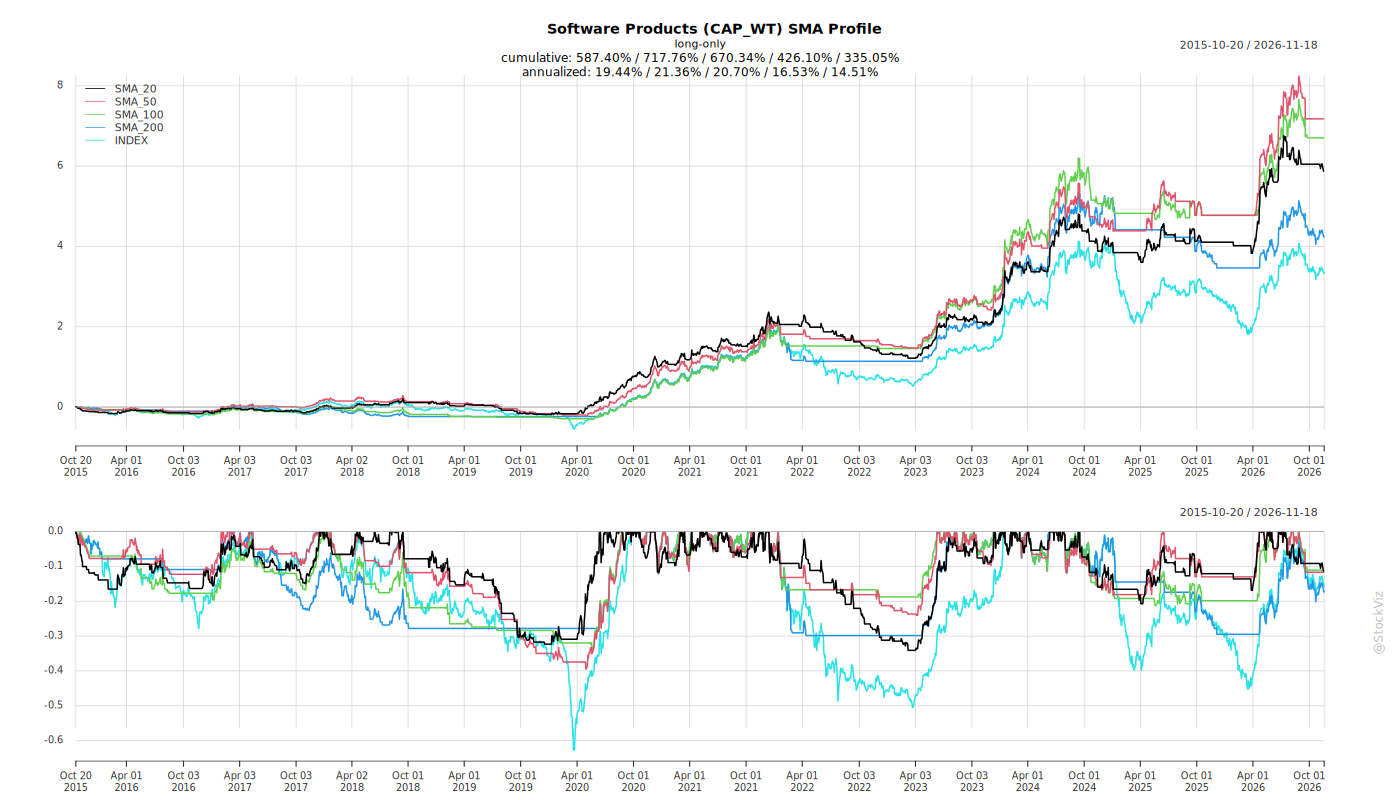 Software Products (CAP_WT) SMA Profile
long-only
2015-10-20 / 2026-11-18
cumulative: 587.40% / 717.76% / 670.34% / 426.10% / 335.05%
annualized: 19.44% / 21.36% / 20.70% / 16.53% / 14.51%
8
6
4
2
0
SMA_20
SMA_50
SMA_100
SMA_200
INDEX
Oct 20 Apr 01 Oct 03 Apr 03 Oct 03 Apr 02 Oct 01 Apr 01 Oct 01 Apr 01 Oct 01 Apr 01 Oct 01 Apr 01 Oct 03 Apr 03 Oct 03 Apr 01 Oct 01 Apr 01 Oct 01 Apr 01 Oct 01
2015 2016 2016 2017 2017 2018 2018 2019 2019 2020 2020 2021 2021 2022 2022 2023 2023 2024 2024 2025 2025 2026 2026
2015-10-20 / 2026-11-18
0.0
-0.1
-0.2
-0.3
-0.4
-0.5
-0.6
Oct 20 Apr 01 Oct 03 Apr 03 Oct 03 Apr 02 Oct 01 Apr 01 Oct 01 Apr 01 Oct 01 Apr 01 Oct 01 Apr 01 Oct 03 Apr 03 Oct 03 Apr 01 Oct 01 Apr 01 Oct 01 Apr 01 Oct 01
2015 2016 2016 2017 2017 2018 2018 2019 2019 2020 2020 2021 2021 2022 2022 2023 2023 2024 2024 2025 2025 2026 2026
@StockViz